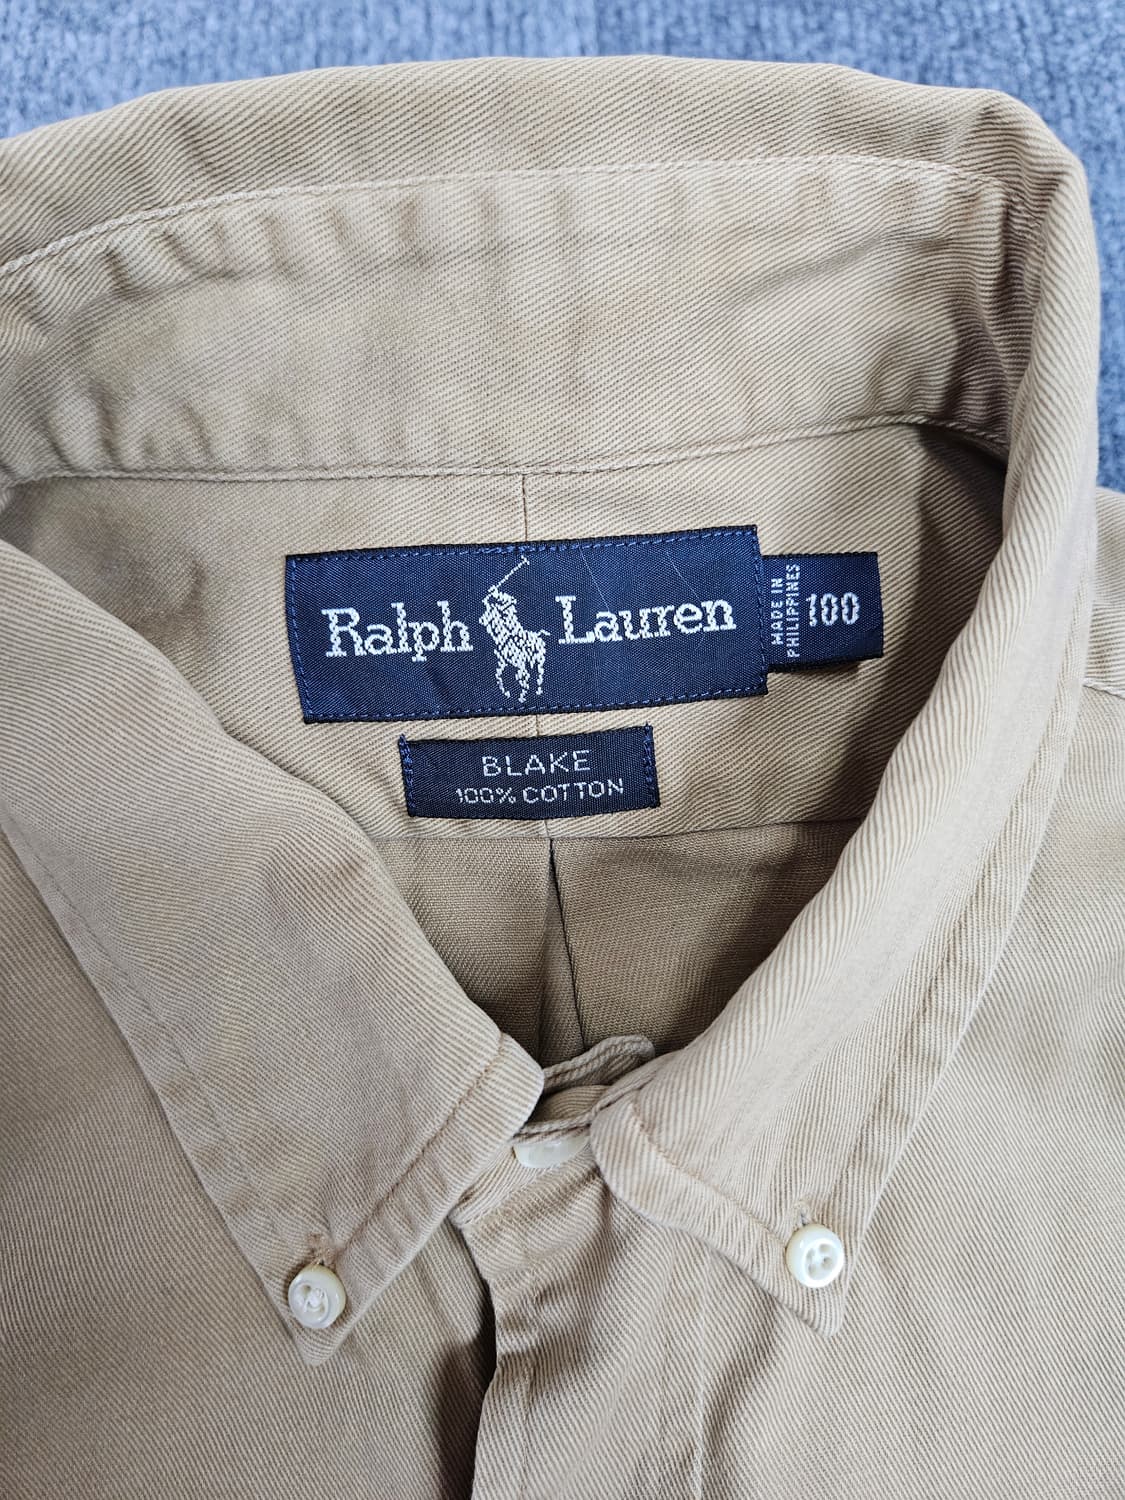 Ralph Lauren
MADE IN
PHILIPPINES
100
BLAKE
100% COTTON